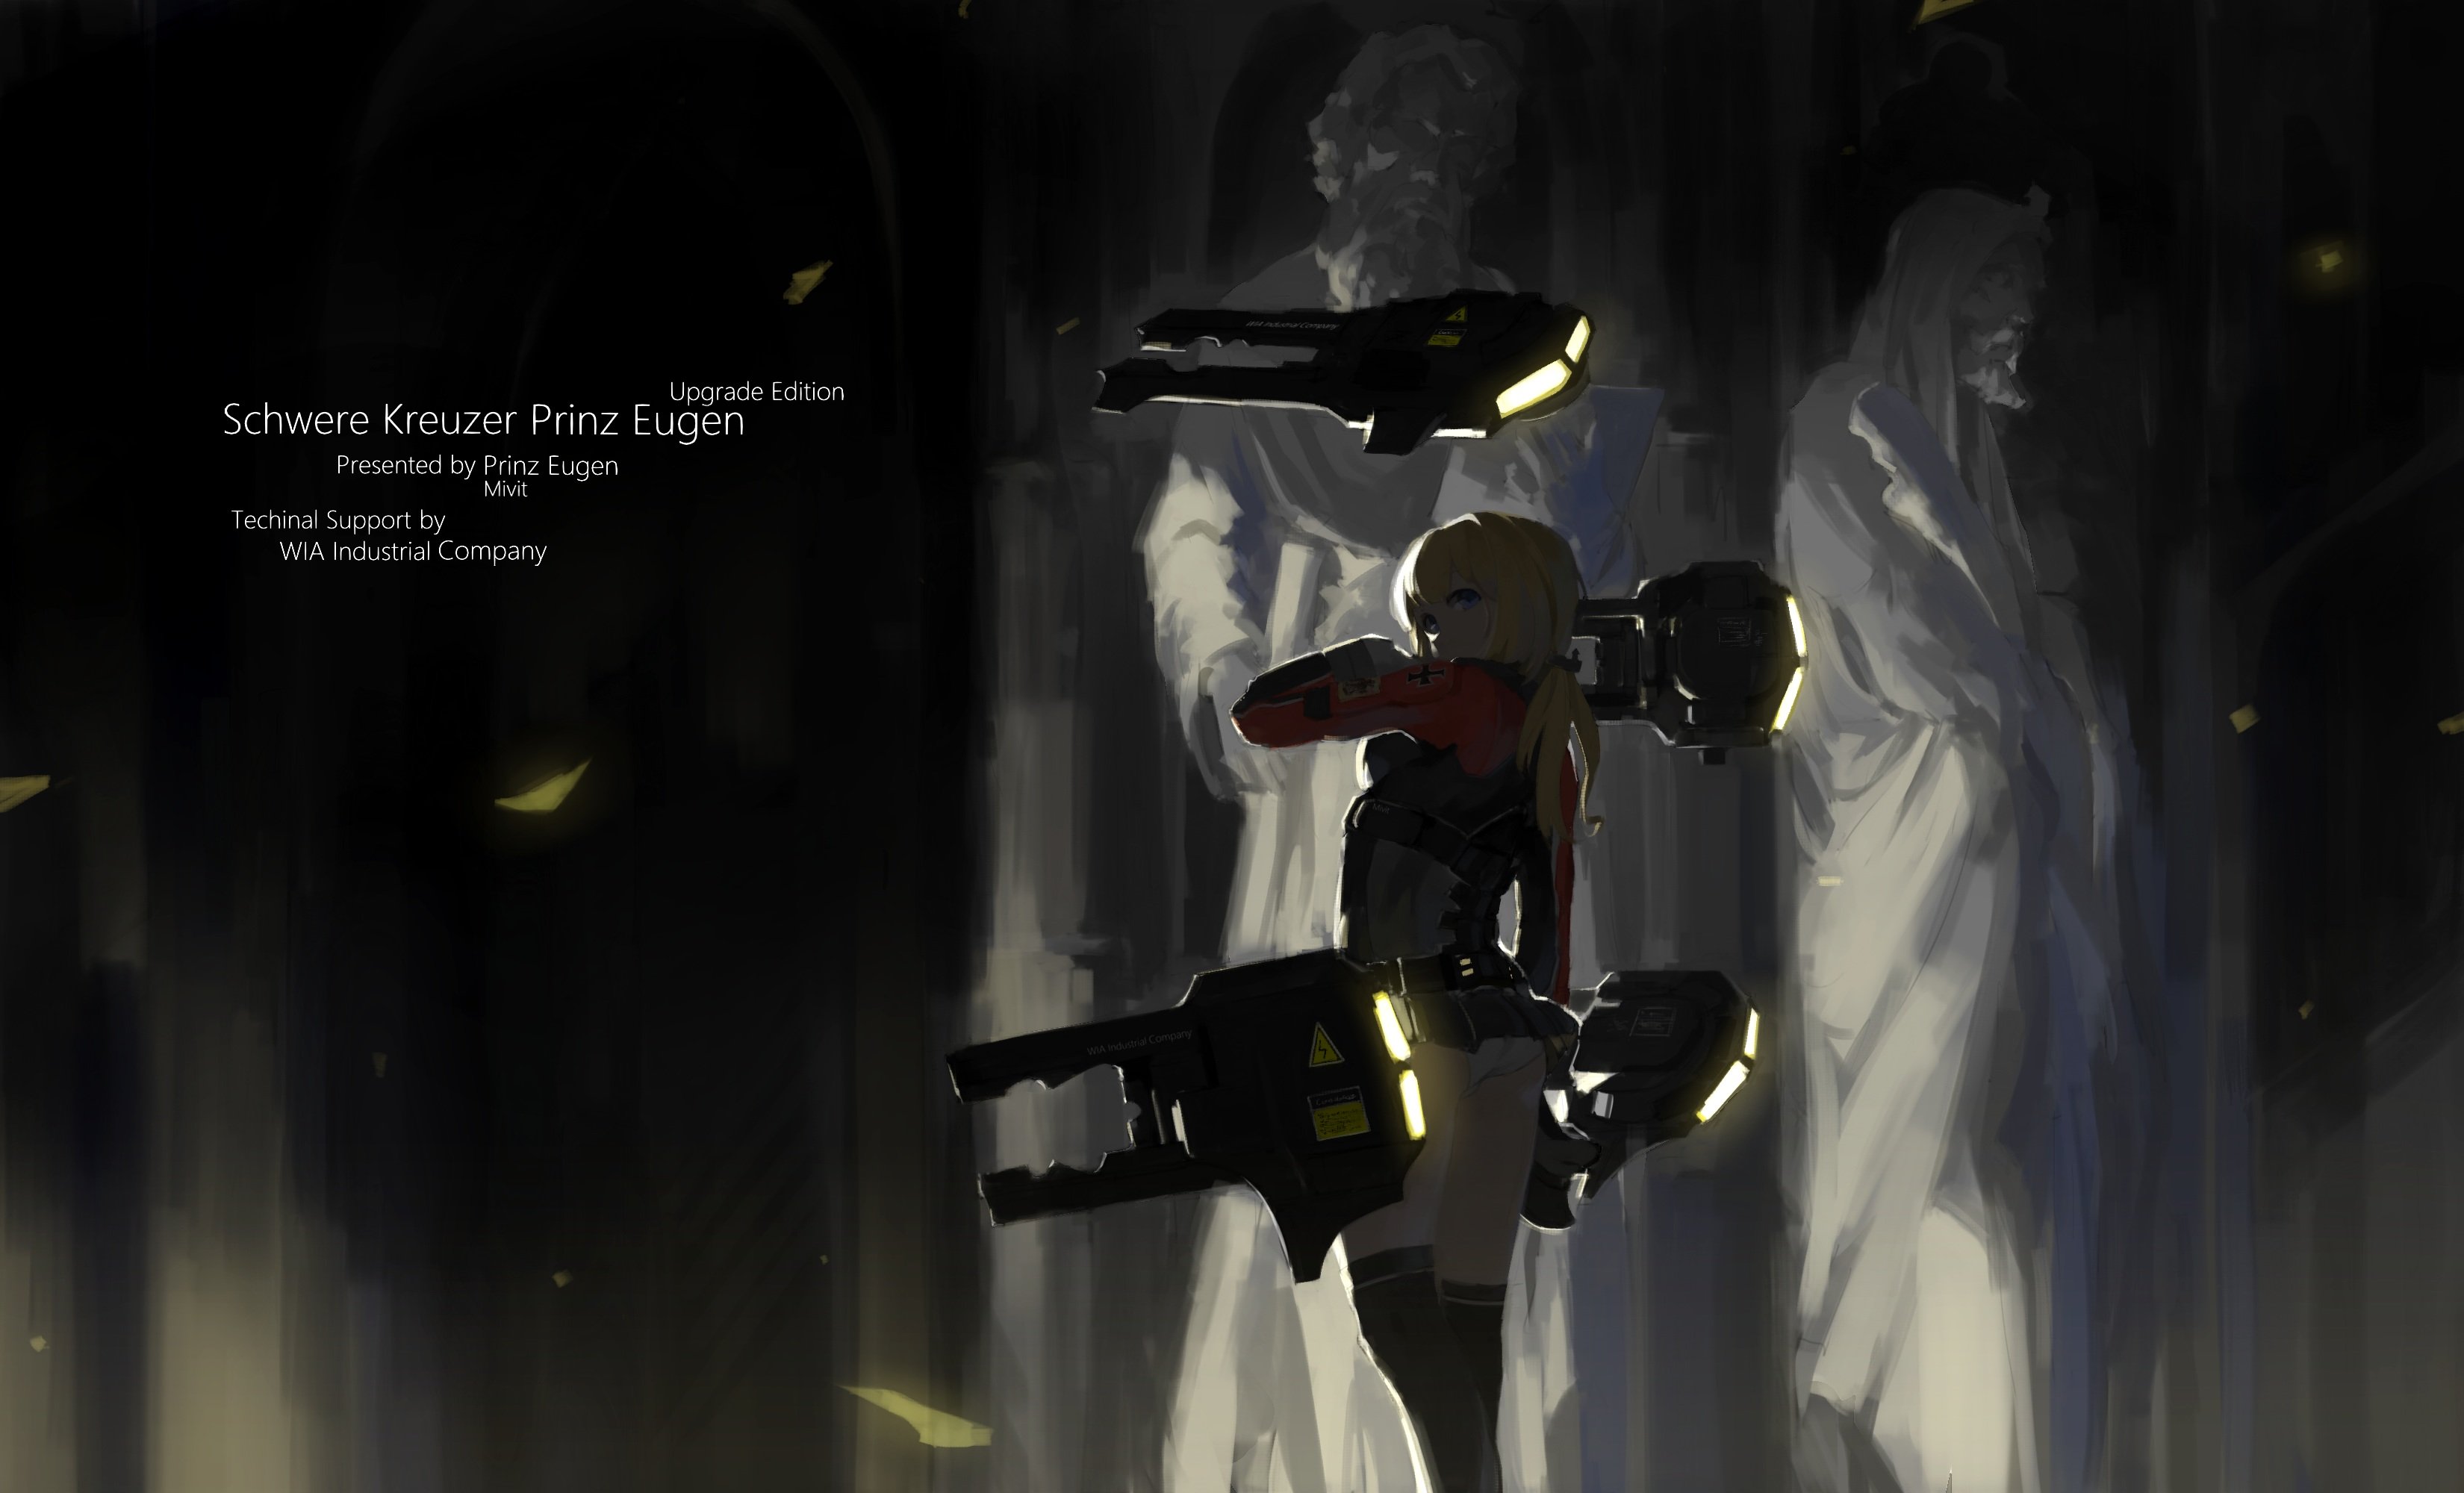 Upgrade Edition
Schwere Kreuzer Prinz Eugen
Presented by Prinz Eugen
Mivit
Techinal Support by
WIA Industrial Company
WIA Industrial Company
Mivit
WIA Industrial Company